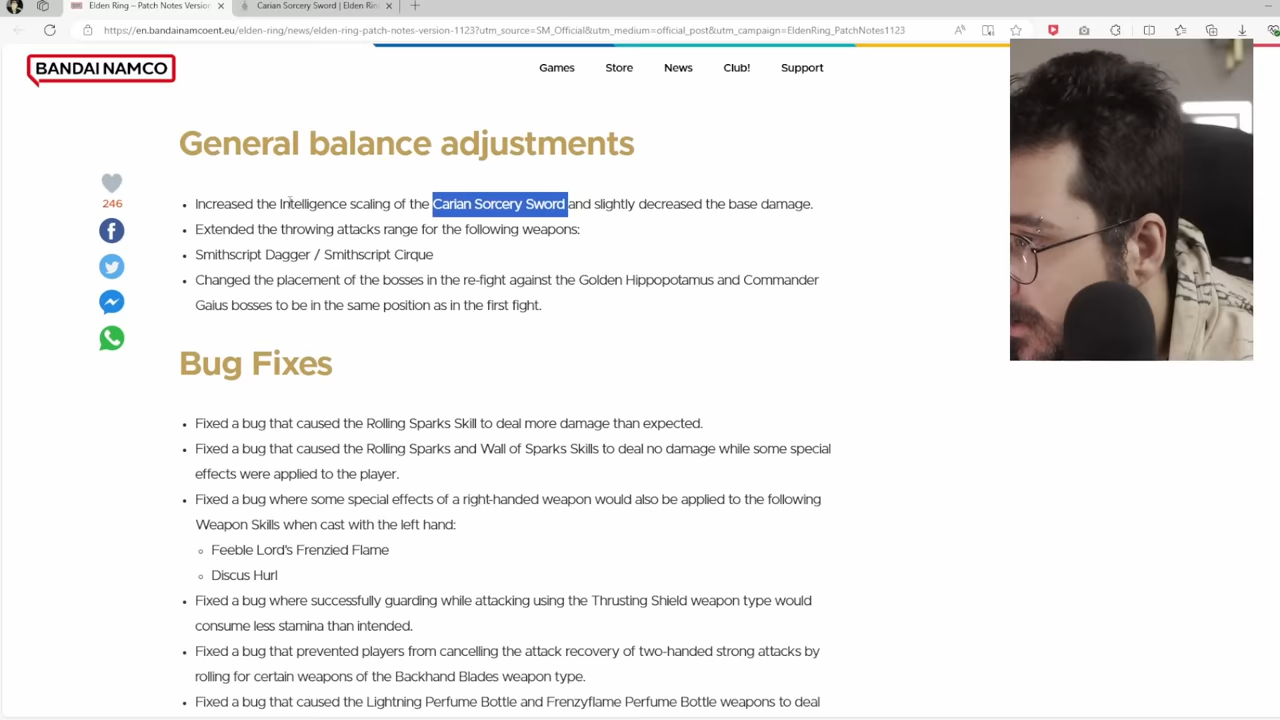 Elden Ring – Patch Notes Version
Carian Sorcery Sword | Elden Rin
https://en.bandainamcoent.eu/elden-ring/news/elden-ring-patch-notes-version-1123?utm_source=SM_Official&utm_medium=official_post&utm_campaign=EldenRing_PatchNotes1123
BANDAI NAMCO
Games Store News Club! Support
General balance adjustments
246
• Increased the Intelligence scaling of the Carian Sorcery Sword and slightly decreased the base damage.
• Extended the throwing attacks range for the following weapons:
• Smithscript Dagger / Smithscript Cirque
• Changed the placement of the bosses in the re-fight against the Golden Hippopotamus and Commander
Gaius bosses to be in the same position as in the first fight.
Bug Fixes
• Fixed a bug that caused the Rolling Sparks Skill to deal more damage than expected.
• Fixed a bug that caused the Rolling Sparks and Wall of Sparks Skills to deal no damage while some special
effects were applied to the player.
• Fixed a bug where some special effects of a right-handed weapon would also be applied to the following
Weapon Skills when cast with the left hand:
◦ Feeble Lord's Frenzied Flame
◦ Discus Hurl
• Fixed a bug where successfully guarding while attacking using the Thrusting Shield weapon type would
consume less stamina than intended.
• Fixed a bug that prevented players from cancelling the attack recovery of two-handed strong attacks by
rolling for certain weapons of the Backhand Blades weapon type.
• Fixed a bug that caused the Lightning Perfume Bottle and Frenzyflame Perfume Bottle weapons to deal